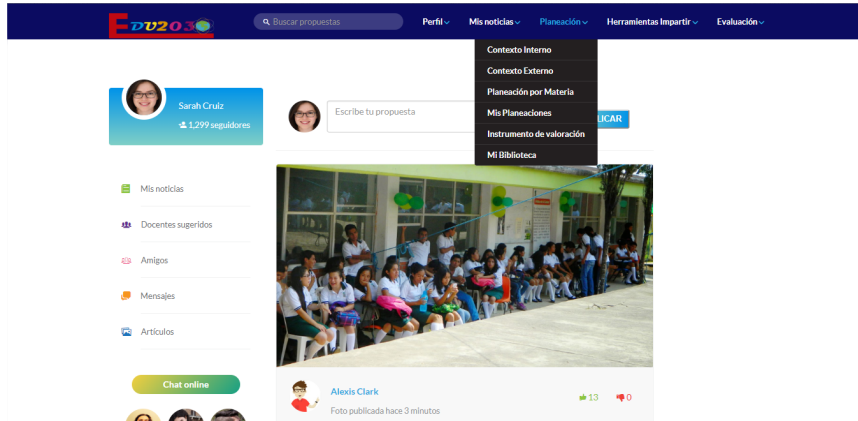 EDU2030
Buscar propuestas
Perfil
Mis noticias
Planeación
Herramientas Impartir
Evaluación
Contexto Interno
Contexto Externo
Planeación por Materia
Mis Planeaciones
Instrumento de valoración
Mi Biblioteca
Sarah Cruiz
1,299 seguidores
Escribe tu propuesta
LICAR
Mis noticias
Docentes sugeridos
Amigos
Mensajes
Artículos
Chat online
Alexis Clark
Foto publicada hace 3 minutos
13
0